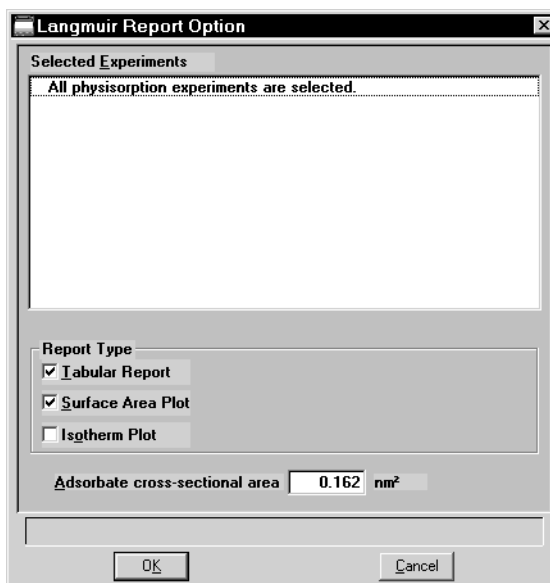 Langmuir Report Option
Selected Experiments
All physisorption experiments are selected.
Report Type
Tabular Report
Surface Area Plot
Isotherm Plot
Adsorbate cross-sectional area 0.162 nm²
OK Cancel